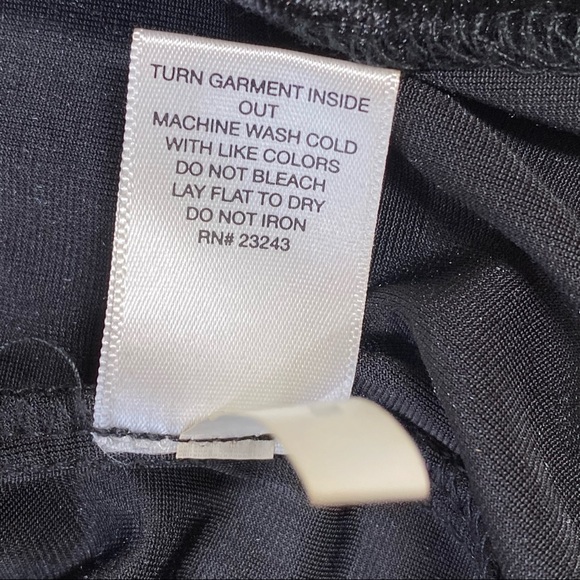 TURN GARMENT INSIDE
OUT
MACHINE WASH COLD
WITH LIKE COLORS
DO NOT BLEACH
LAY FLAT TO DRY
DO NOT IRON
RN# 23243